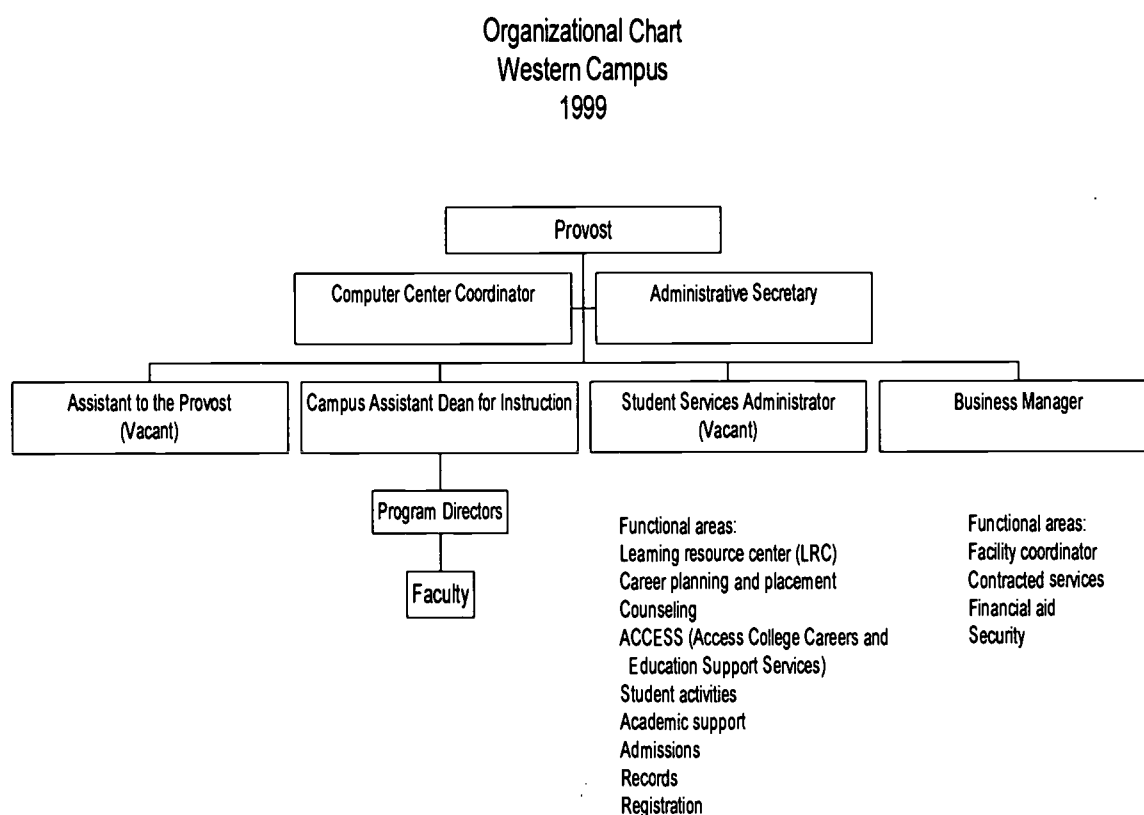 Organizational Chart
Western Campus
1999
Provost
Computer Center Coordinator
Administrative Secretary
Assistant to the Provost
(Vacant)
Campus Assistant Dean for Instruction
Student Services Administrator
(Vacant)
Business Manager
Program Directors
Faculty
Functional areas:
Learning resource center (LRC)
Career planning and placement
Counseling
ACCESS (Access College Careers and
Education Support Services)
Student activities
Academic support
Admissions
Records
Registration
Functional areas:
Facility coordinator
Contracted services
Financial aid
Security